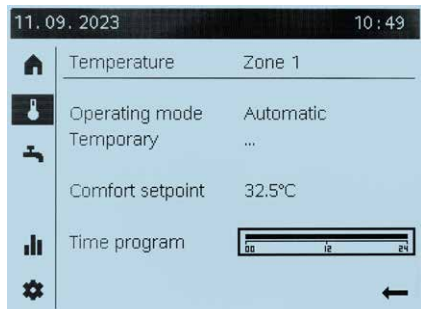 11.09.2023 10:49
Temperature Zone 1
Operating mode Automatic
Temporary ...
Comfort setpoint 32.5°C
Time program
00 12 24